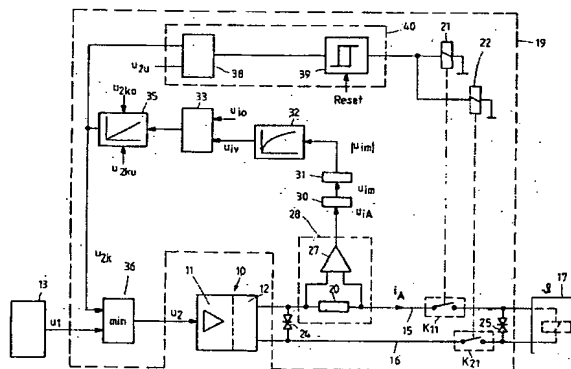 40
21
22
19
u2u
38
39
Reset
u2ko
35
33
uio
32
uiv
|uim|
u2ku
31
uim
30
uiA
28
27
u2k
36
13
10
11
12
20
iA
ϑ
17
u1
min
u2
24
15
K11
25
16
K21